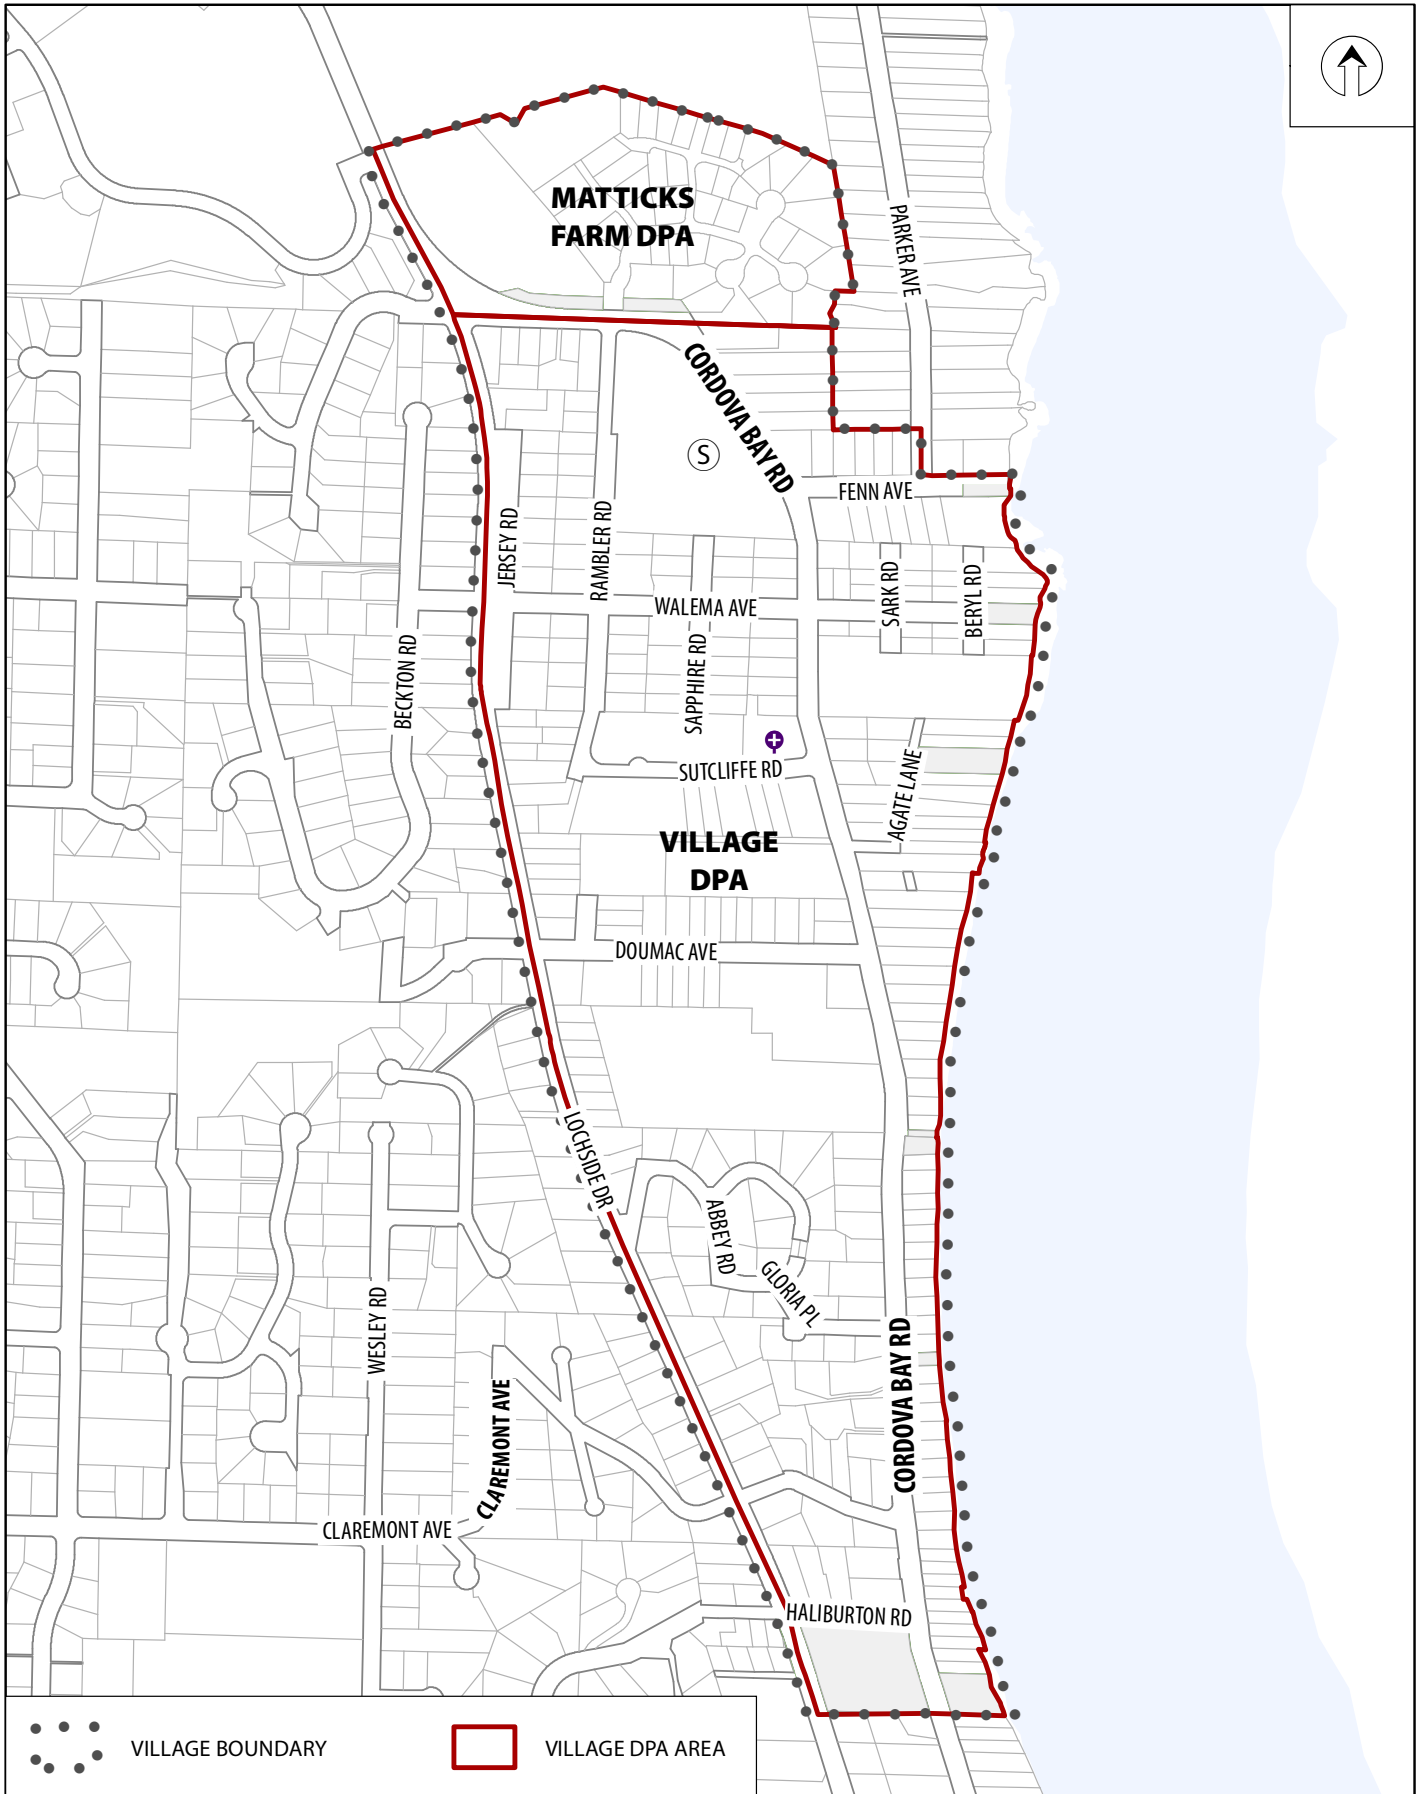 MATTICKS
FARM DPA
PARKER AVE
CORDOVA BAY RD
S
FENN AVE
JERSEY RD
RAMBLER RD
SARK RD
BERYL RD
WALEMA AVE
SAPPHIRE RD
BECKTON RD
SUTCLIFFE RD
AGATE LANE
VILLAGE
DPA
DOUMAC AVE
LOCHSIDE DR
ABBEY RD
GLORIA PL
WESLEY RD
CORDOVA BAY RD
CLAREMONT AVE
CLAREMONT AVE
HALIBURTON RD
VILLAGE BOUNDARY
VILLAGE DPA AREA